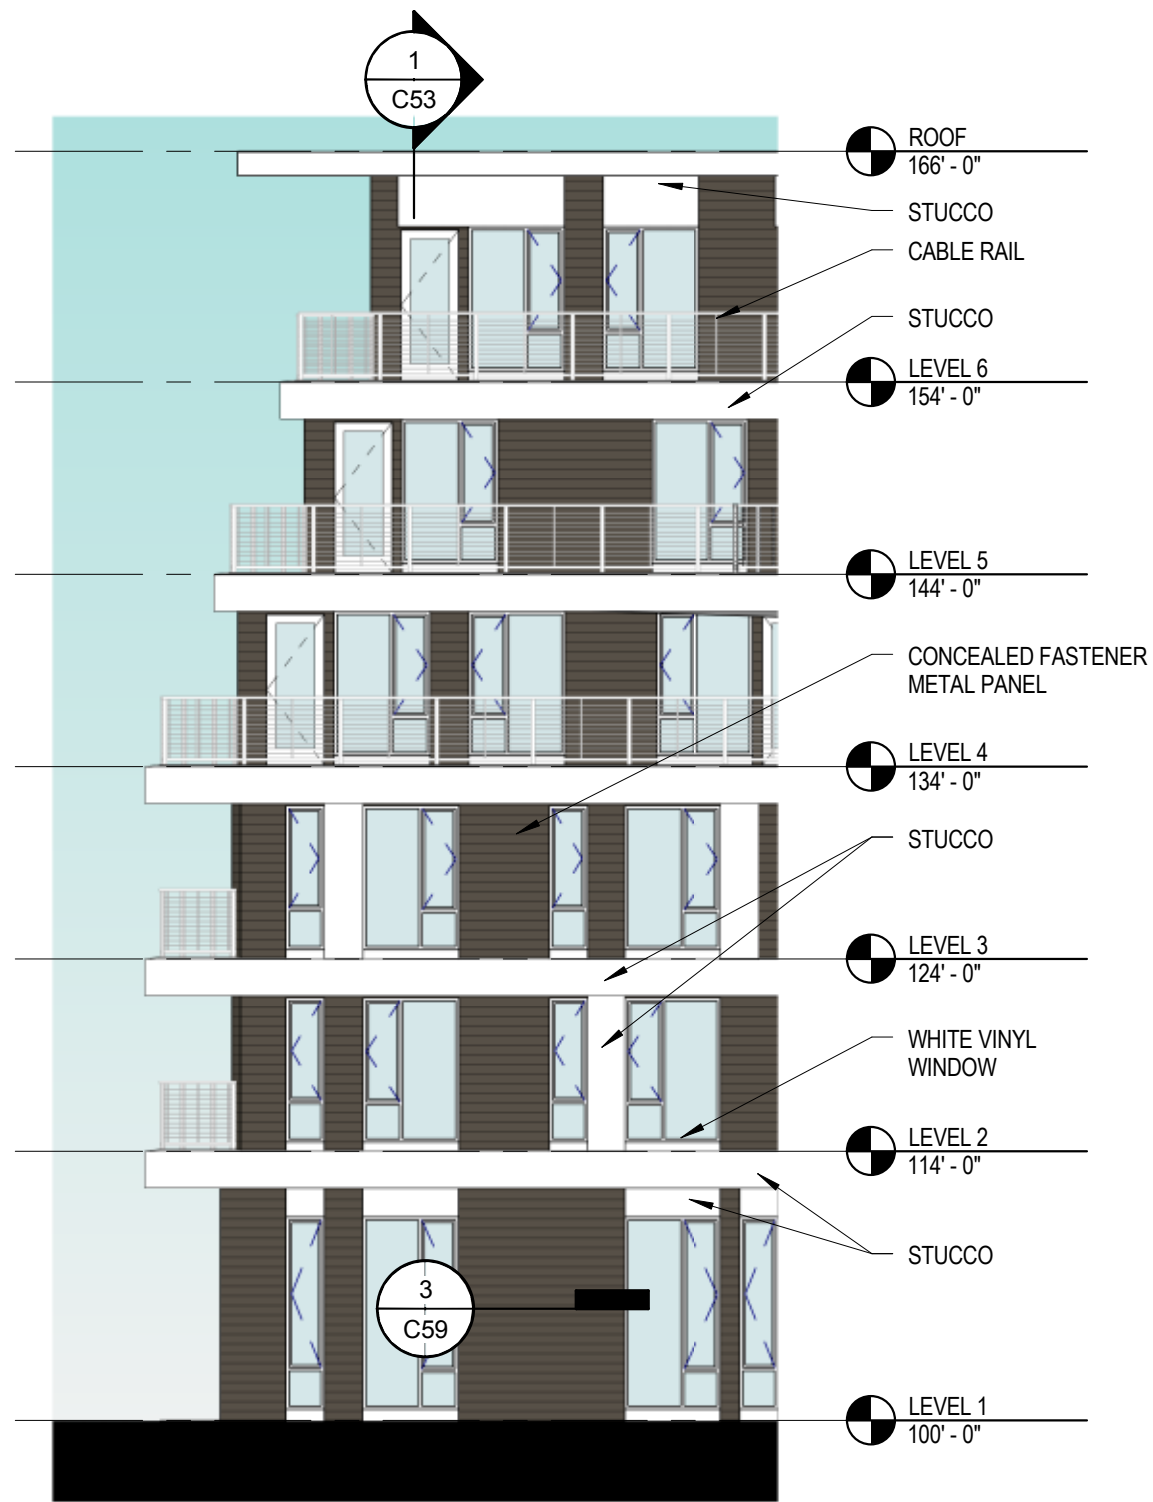 1
C53
ROOF
166' - 0"
STUCCO
CABLE RAIL
STUCCO
LEVEL 6
154' - 0"
LEVEL 5
144' - 0"
CONCEALED FASTENER
METAL PANEL
LEVEL 4
134' - 0"
STUCCO
LEVEL 3
124' - 0"
WHITE VINYL
WINDOW
LEVEL 2
114' - 0"
STUCCO
3
C59
LEVEL 1
100' - 0"